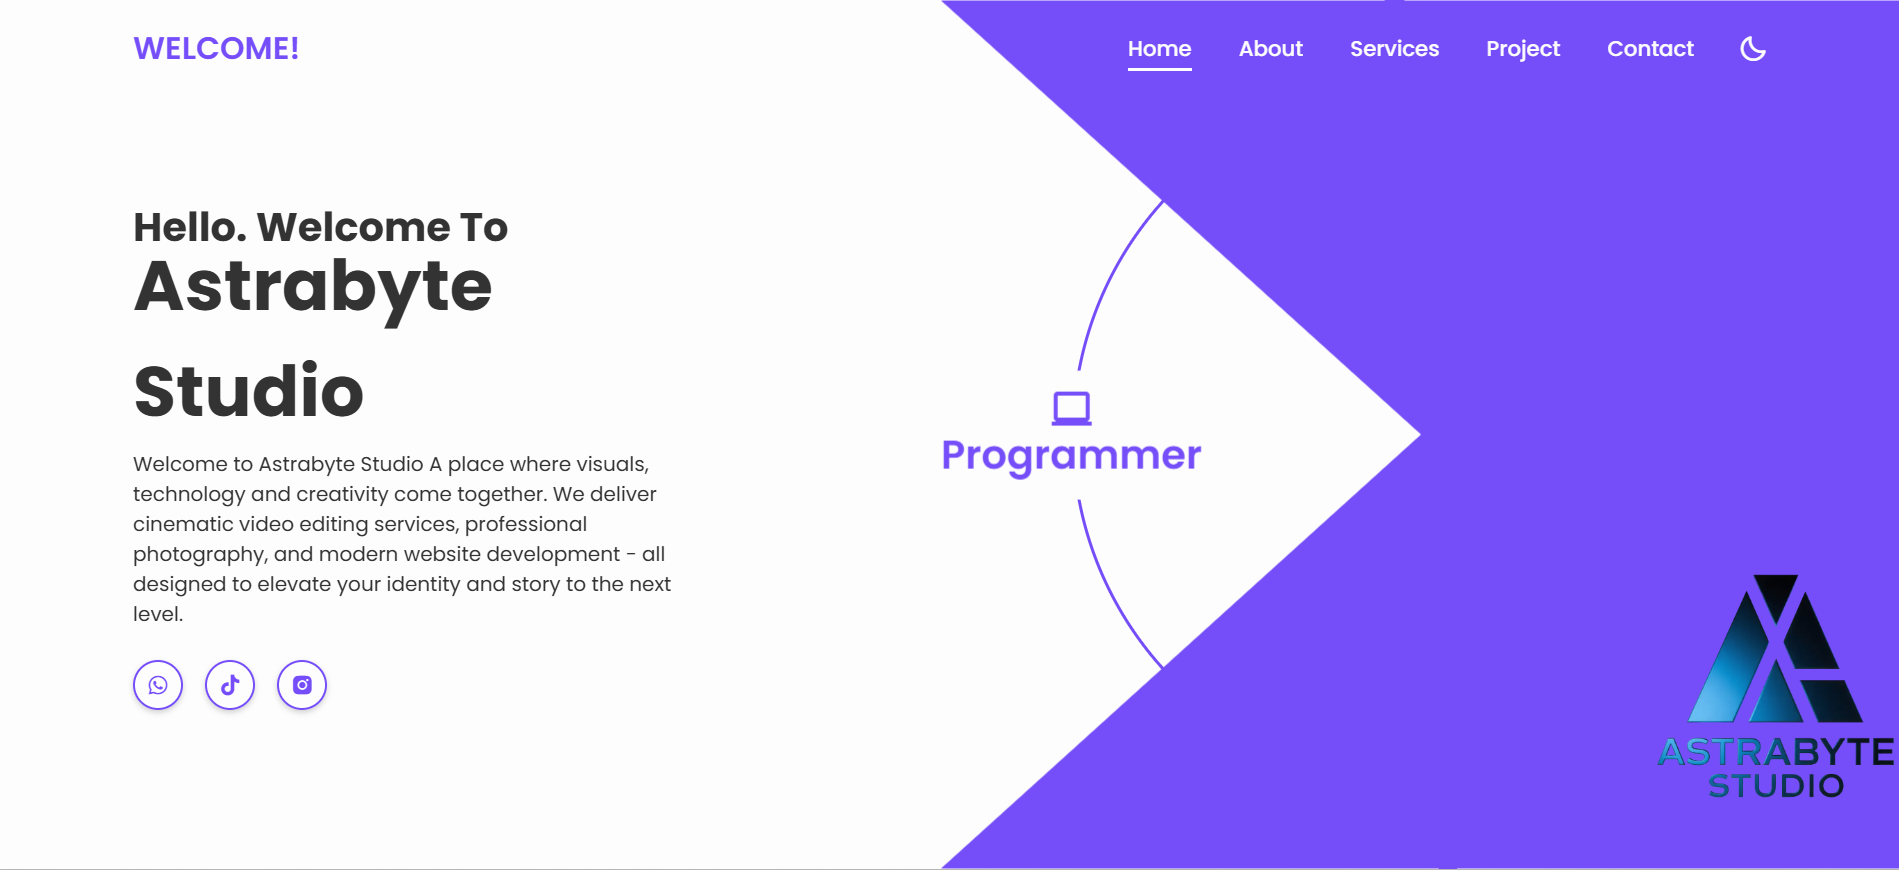 WELCOME!
Home About Services Project Contact
Hello. Welcome To
Astrabyte
Studio
Welcome to Astrabyte Studio A place where visuals,
technology and creativity come together. We deliver
cinematic video editing services, professional
photography, and modern website development - all
designed to elevate your identity and story to the next
level.
Programmer
ASTRABYTE
STUDIO